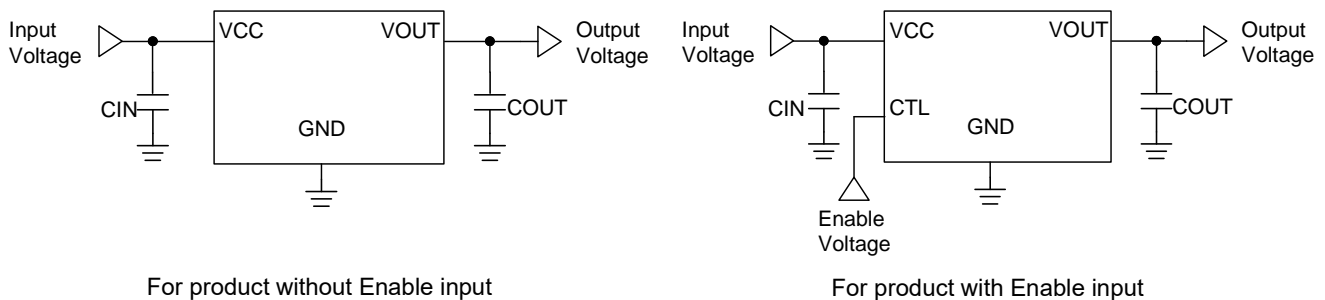 Input
Voltage
VCC
VOUT
Output
Voltage
CIN
COUT
GND
For product without Enable input
Input
Voltage
VCC
VOUT
Output
Voltage
CIN
CTL
COUT
GND
Enable
Voltage
For product with Enable input